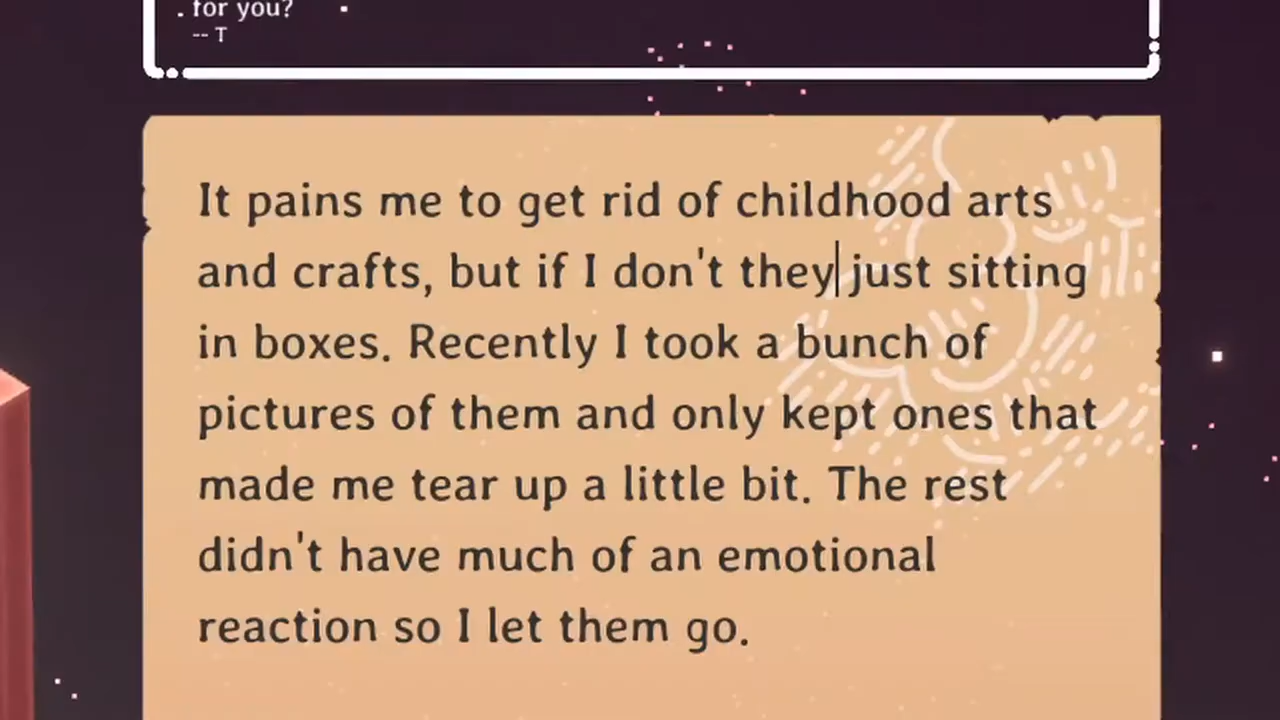 . for you?
-- T
It pains me to get rid of childhood arts
and crafts, but if I don't they just sitting
in boxes. Recently I took a bunch of
pictures of them and only kept ones that
made me tear up a little bit. The rest
didn't have much of an emotional
reaction so I let them go.